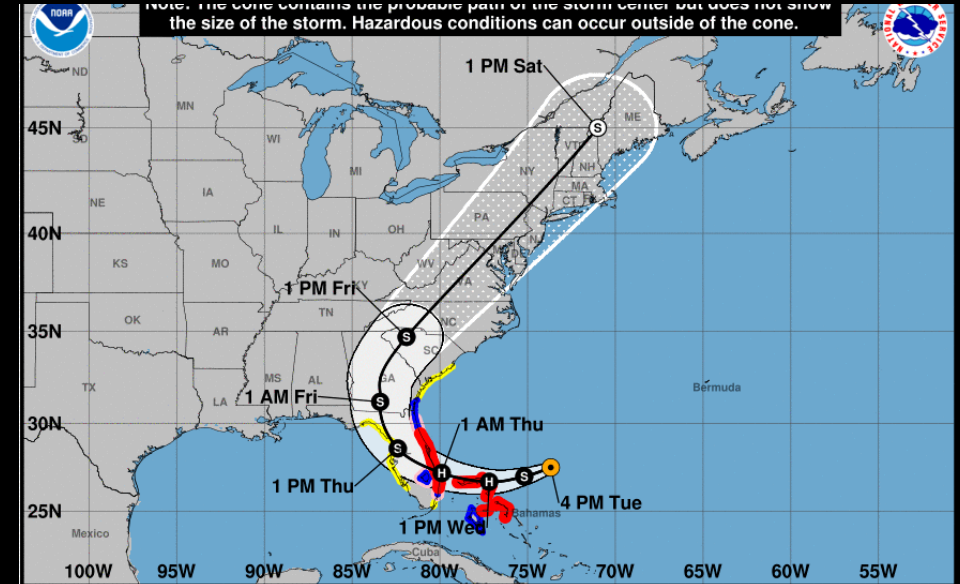 Note: The cone contains the probable path of the storm center but does not show
the size of the storm. Hazardous conditions can occur outside of the cone.
NOAA
NATIONAL
SERVICE
1 PM Sat
ND
MN
ME
45N
SD
WI
VT
NH
MI
NY
MA
IA
CT
NE
PA
40N
IL
IN
OH
NJ
DE
KS
MO
WV
VA
1 PM Fri
KY
OK
TN
NC
35N
AR
SC
S
MS
AL
GA
TX
Bermuda
LA
1 AM Fri
S
30N
1 AM Thu
S
H
H
S
1 PM Thu
4 PM Tue
25N
Bahamas
1 PM Wed
Mexico
Cuba
100W
95W
90W
85W
80W
75W
70W
65W
60W
55W
S